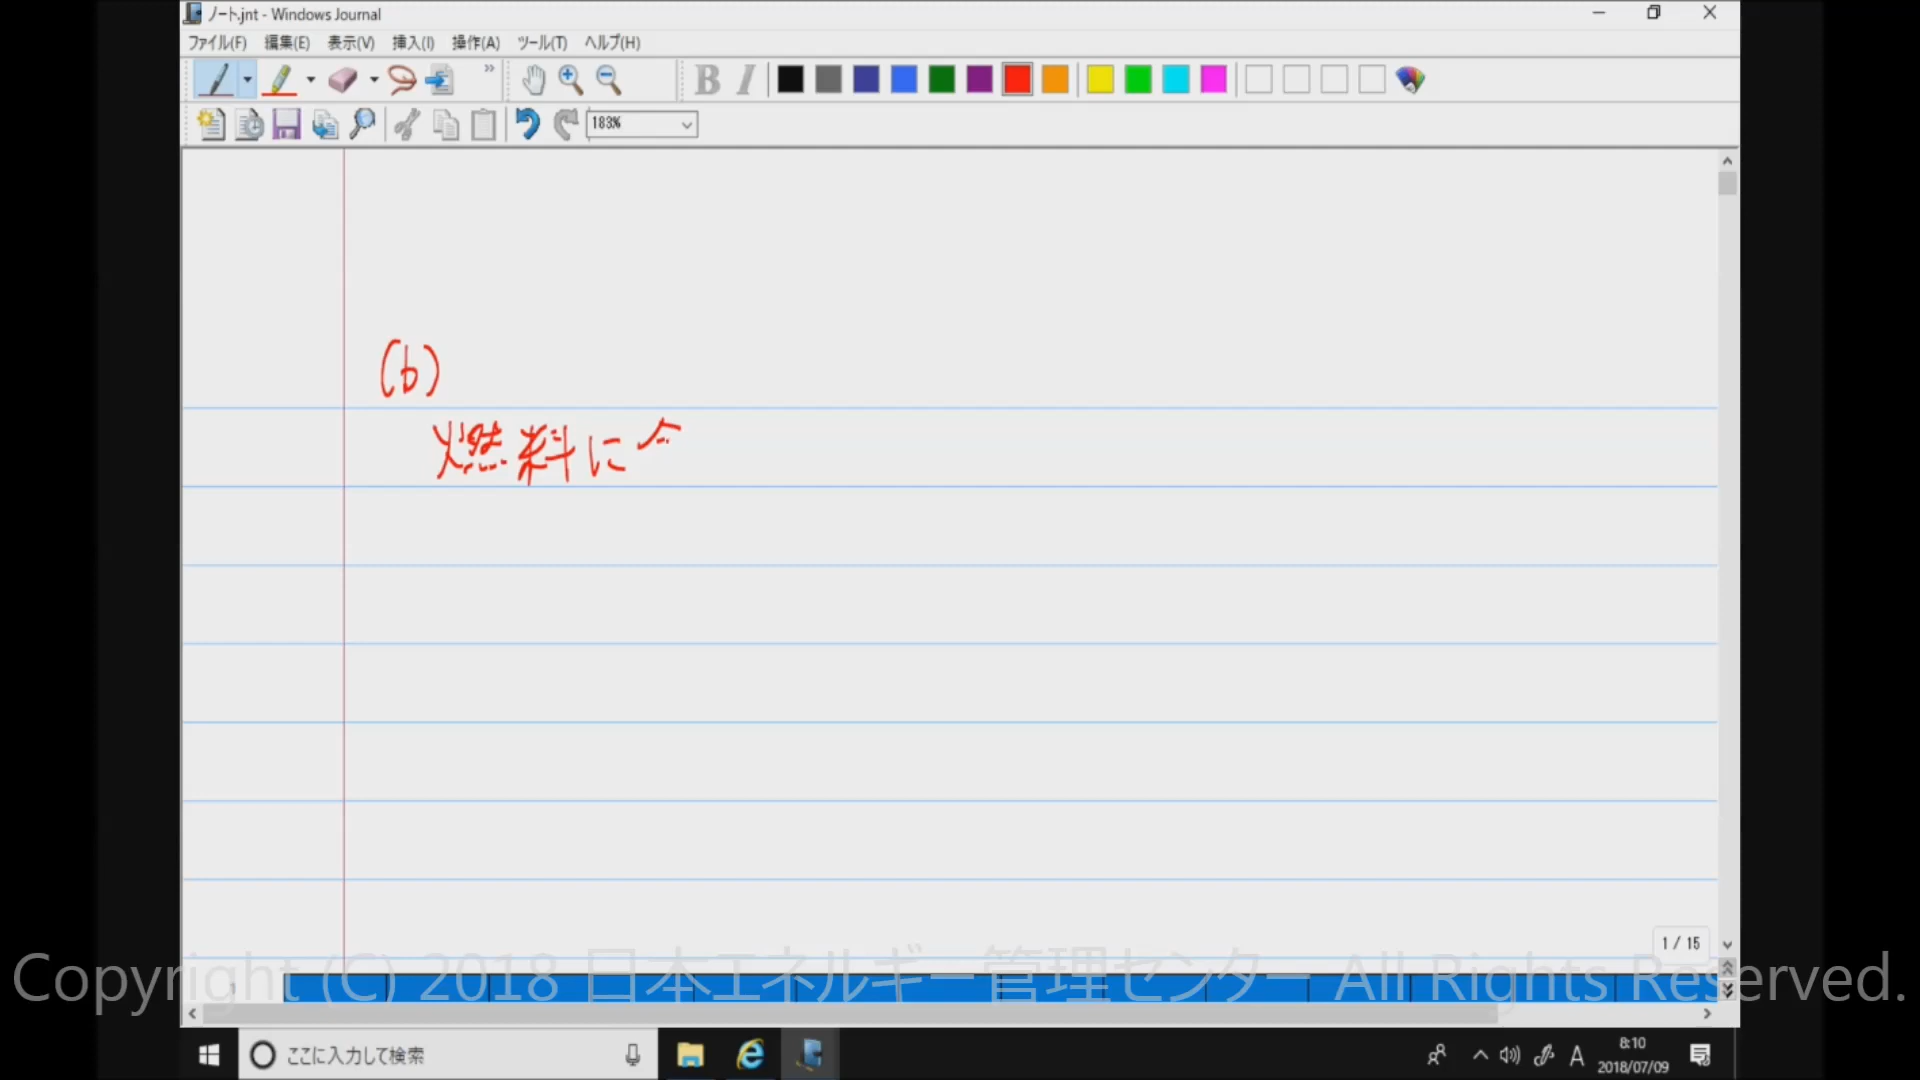 ノート.jnt - Windows Journal
ファイル(F) 編集(E) 表示(V) 挿入(I) 操作(A) ツール(T) ヘルプ(H)
B I
183%
(b)
燃料に
1 / 15
Copyright (C) 2018 日本エネルギー管理センター All Rights Reserved.
ここに入力して検索
A
8:10
2018/07/09